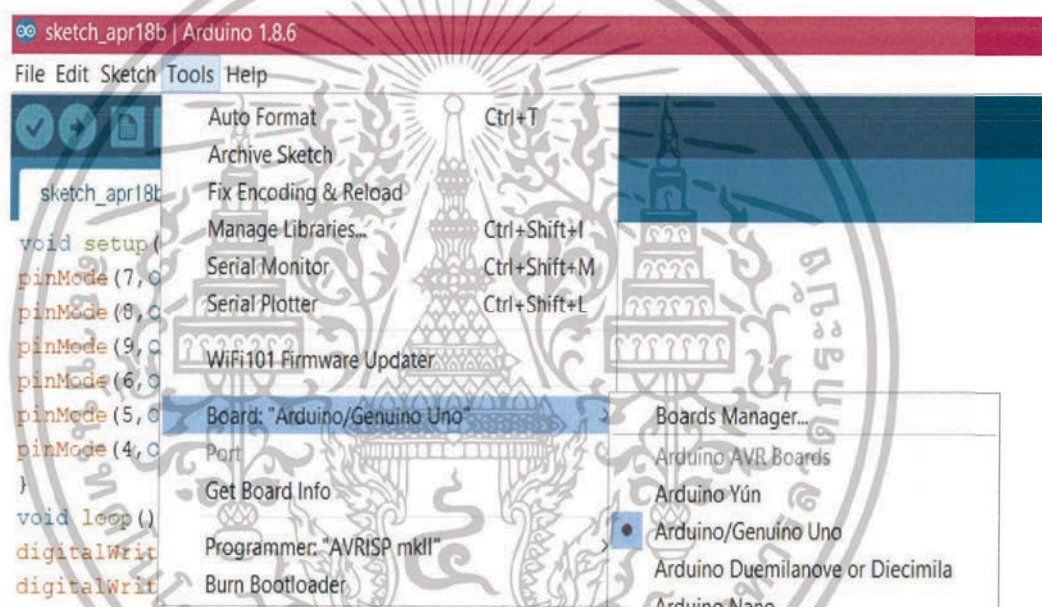 sketch_apr18b | Arduino 1.8.6
File Edit Sketch Tools Help
Auto Format Ctrl+T
Archive Sketch
sketch_apr18b Fix Encoding & Reload
Manage Libraries... Ctrl+Shift+I
void setup(
Serial Monitor Ctrl+Shift+M
pinMode(7,O
Serial Plotter Ctrl+Shift+L
pinMode(8,O
pinMode(9,O
WiFi101 Firmware Updater
pinMode(6,O
pinMode(5,O Board: "Arduino/Genuino Uno" Boards Manager...
pinMode(4,O Port Arduino AVR Boards
} Get Board Info Arduino Yún
void loop() Arduino/Genuino Uno
digitalWrit Programmer: "AVRISP mkII" Arduino Duemilanove or Diecimila
digitalWrit Burn Bootloader Arduino Nano